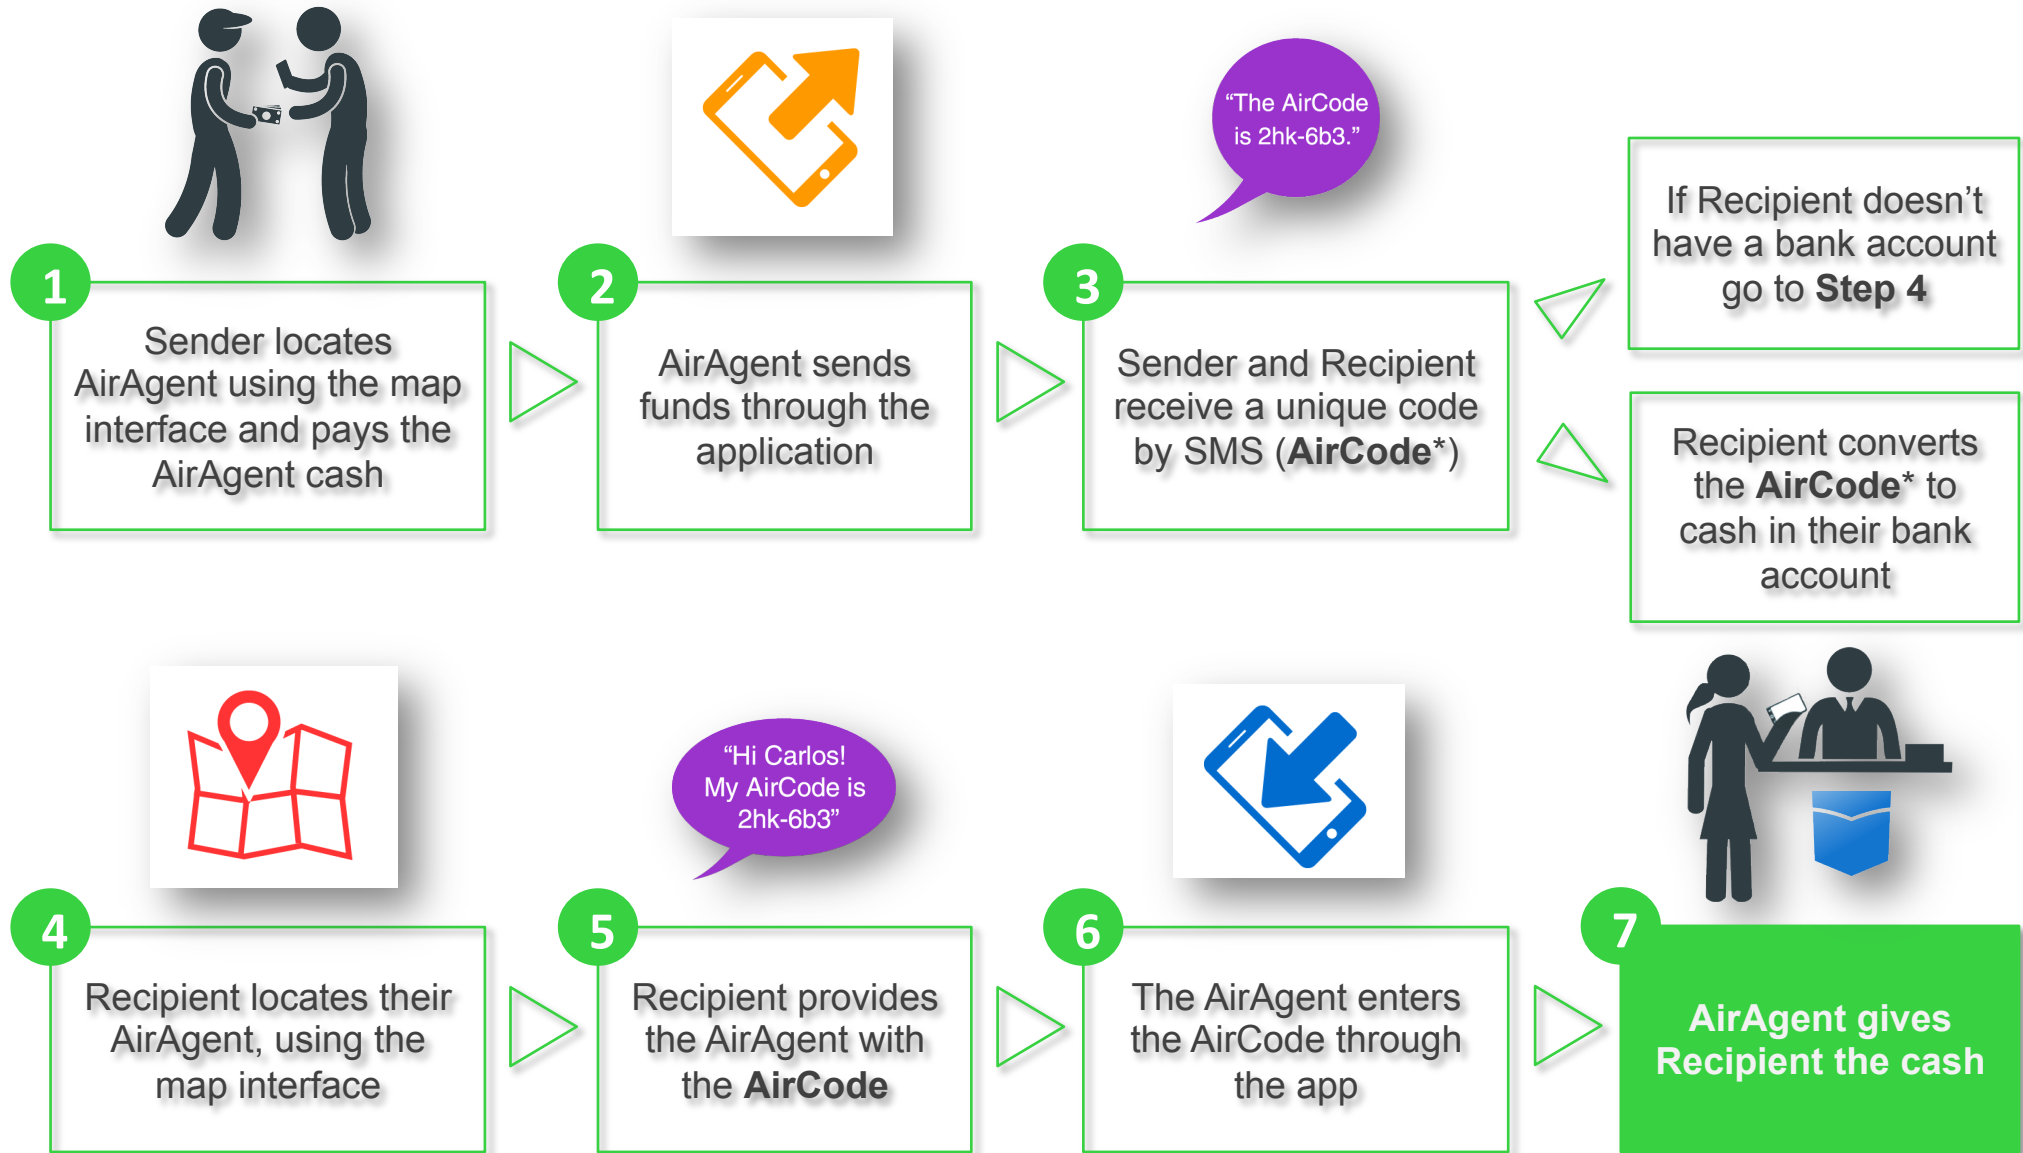 “The AirCode
is 2hk-6b3.”
1
Sender locates
AirAgent using the map
interface and pays the
AirAgent cash
2
AirAgent sends
funds through the
application
3
Sender and Recipient
receive a unique code
by SMS (AirCode*)
If Recipient doesn’t
have a bank account
go to Step 4
Recipient converts
the AirCode* to
cash in their bank
account
“Hi Carlos!
My AirCode is
2hk-6b3”
4
Recipient locates their
AirAgent, using the
map interface
5
Recipient provides
the AirAgent with
the AirCode
6
The AirAgent enters
the AirCode through
the app
7
AirAgent gives
Recipient the cash